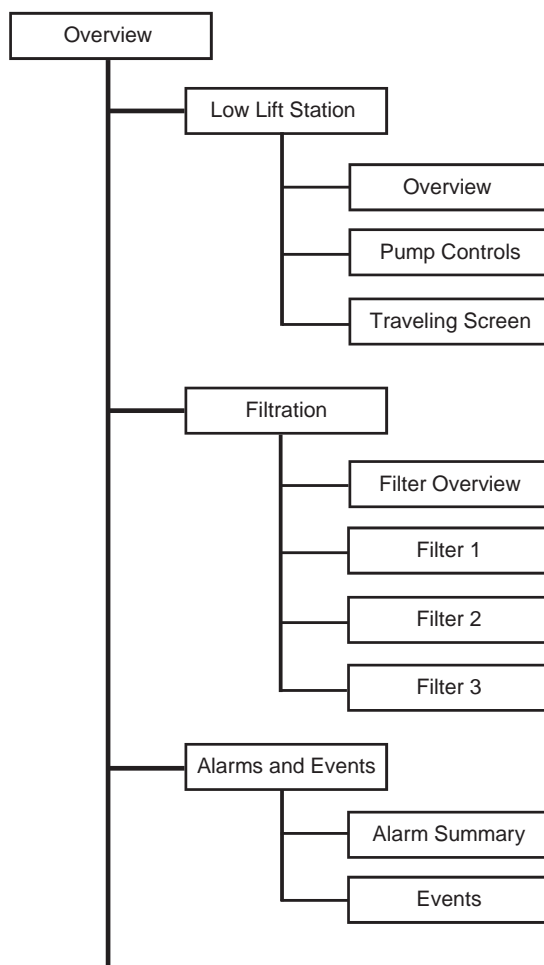 Overview
Low Lift Station
Overview
Pump Controls
Traveling Screen
Filtration
Filter Overview
Filter 1
Filter 2
Filter 3
Alarms and Events
Alarm Summary
Events